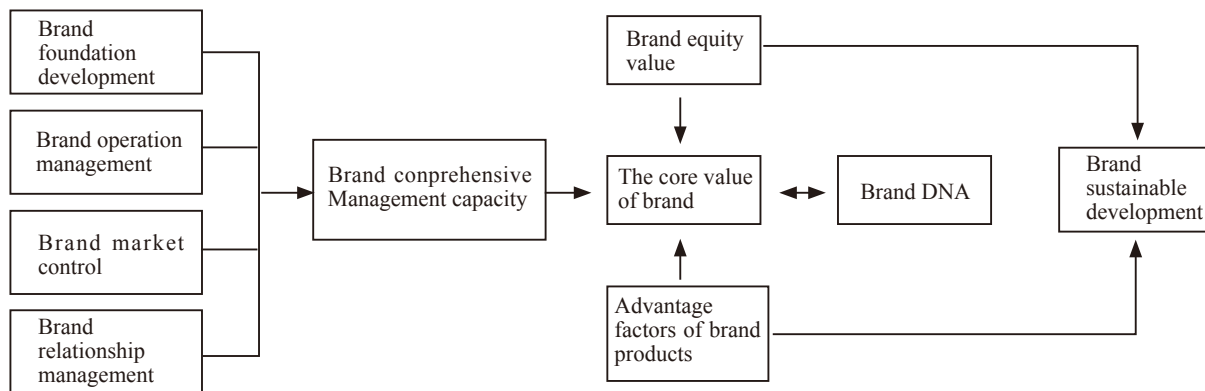 Brand
foundation
development
Brand operation
management
Brand market
control
Brand
relationship
management
Brand conprehensive
Management capacity
Brand equity
value
The core value
of brand
Advantage
factors of brand
products
Brand DNA
Brand
sustainable
development